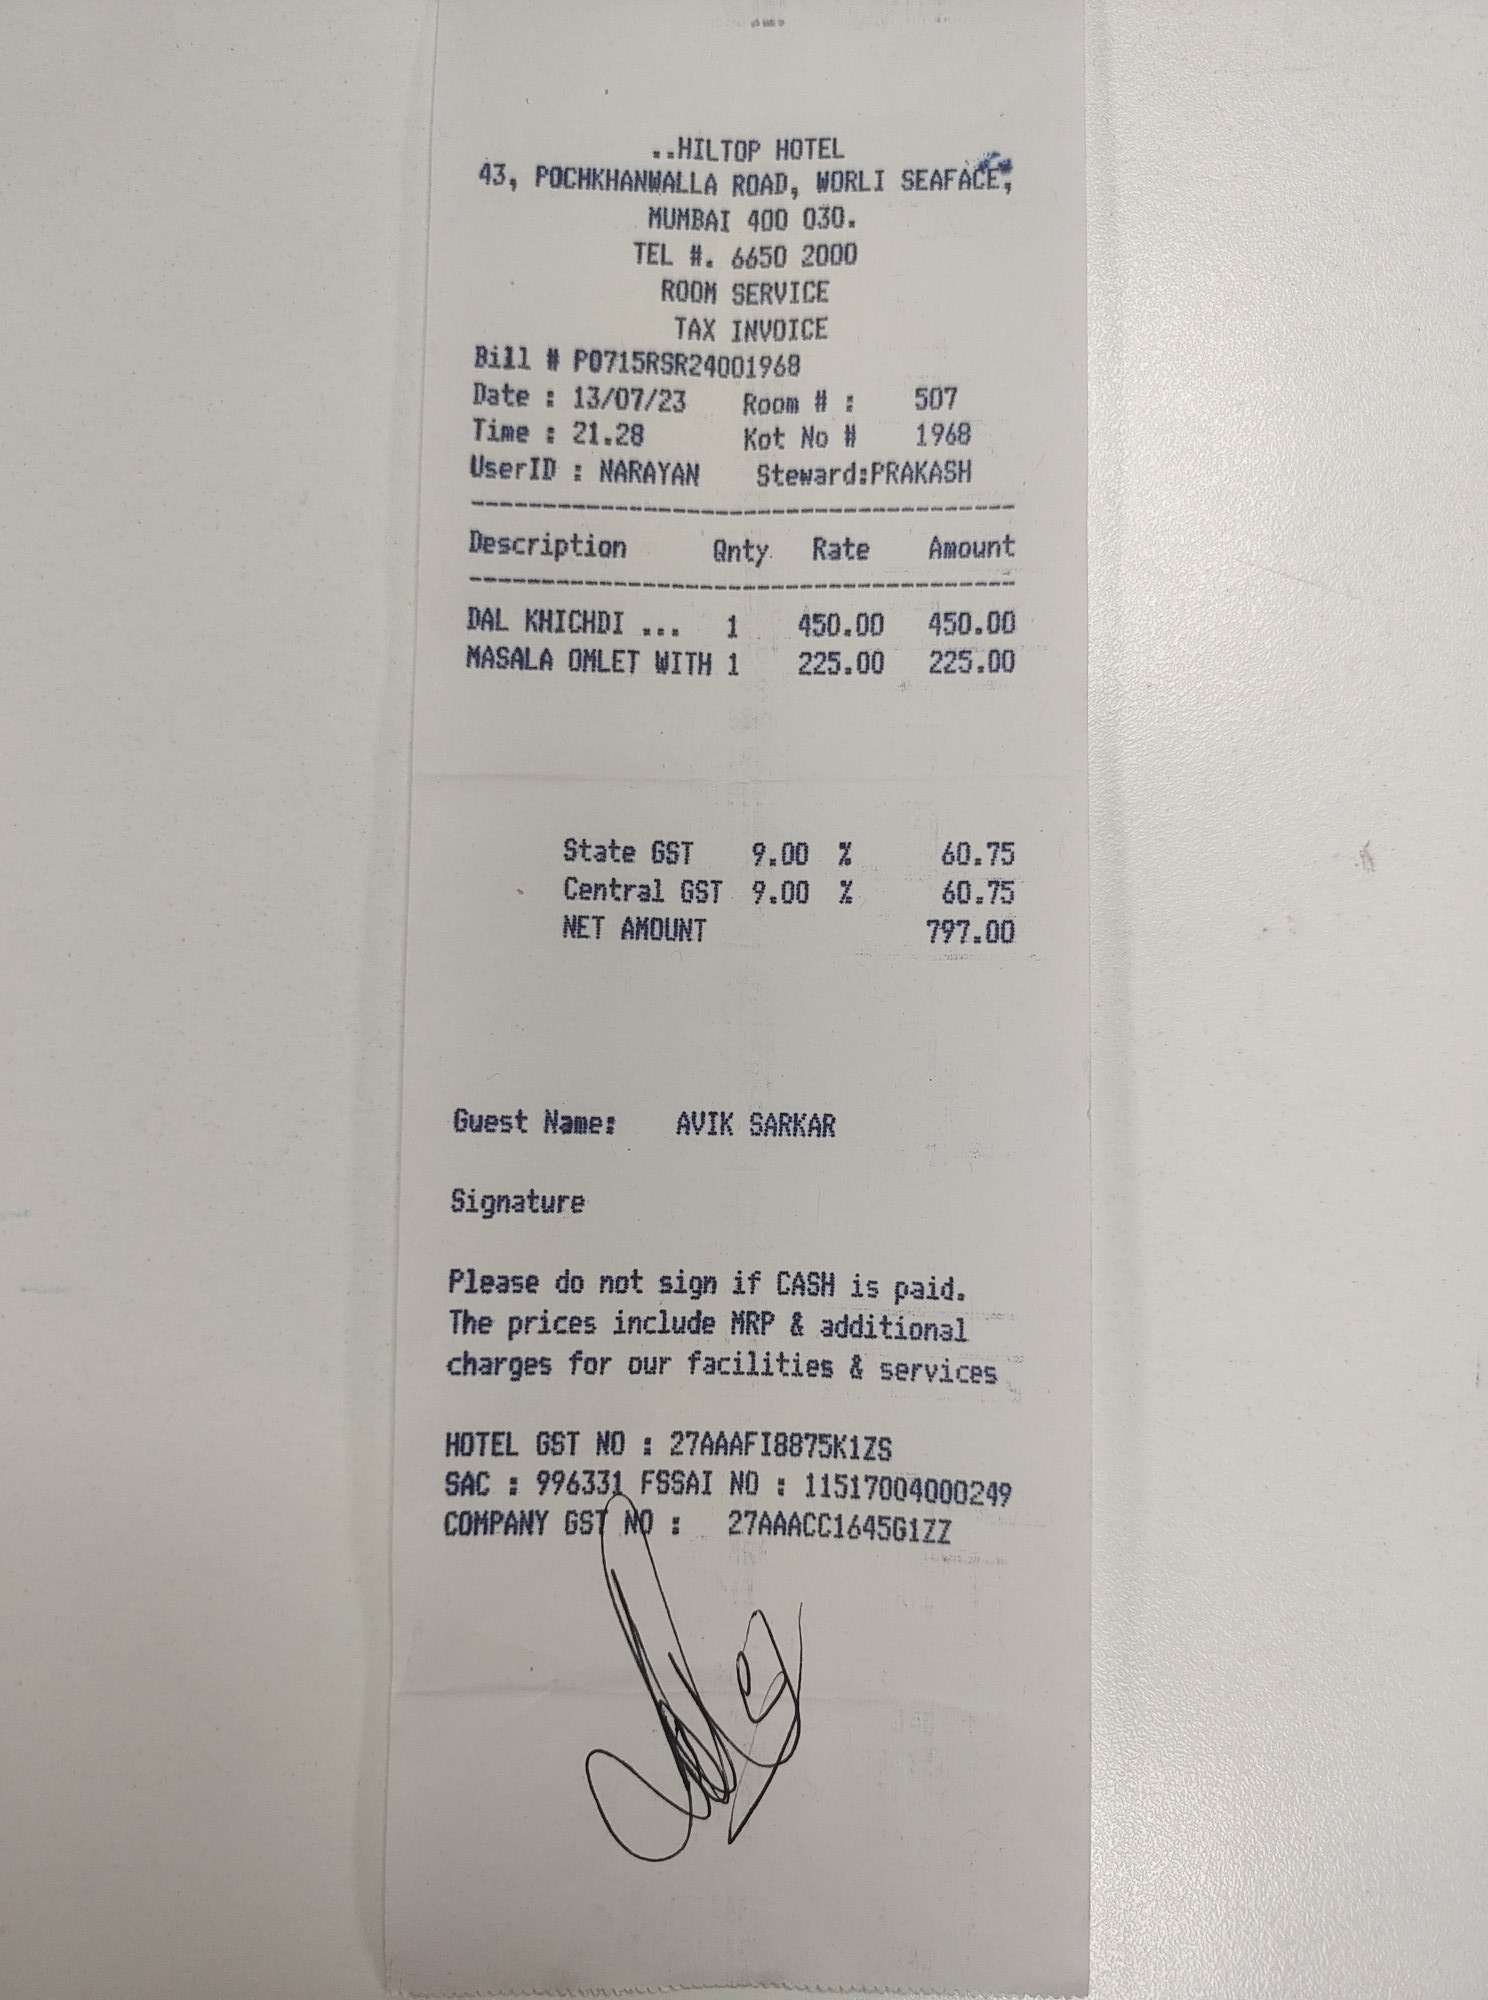 ..HILTOP HOTEL
43, POCHKHANWALLA ROAD, WORLI SEAFACE,
MUMBAI 400 030.
TEL #. 6650 2000
ROOM SERVICE
TAX INVOICE
Bill # P0715RSR24001968
Date : 13/07/23 Room # : 507
Time : 21.28 Kot No # 1968
UserID : NARAYAN Steward:PRAKASH
Description Qnty Rate Amount
DAL KHICHDI ... 1 450.00 450.00
MASALA OMLET WITH 1 225.00 225.00
State GST 9.00 % 60.75
Central GST 9.00 % 60.75
NET AMOUNT 797.00
Guest Name: AVIK SARKAR
Signature
Please do not sign if CASH is paid.
The prices include MRP & additional
charges for our facilities & services
HOTEL GST NO : 27AAAFI8875K1ZS
SAC : 996331 FSSAI NO : 11517004000249
COMPANY GST NO : 27AAACC1645G1ZZ